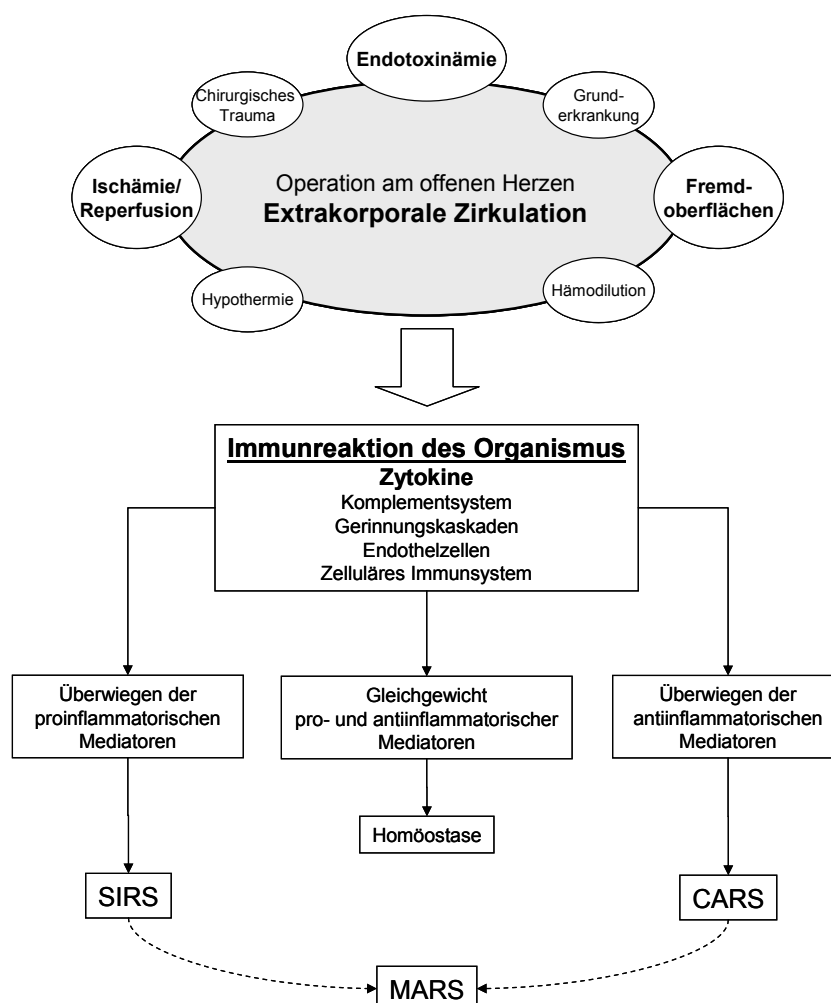 Endotoxinämie
Chirurgisches
Trauma
Grund-
erkrankung
Ischämie/
Reperfusion
Operation am offenen Herzen
Extrakorporale Zirkulation
Fremd-
oberflächen
Hypothermie
Hämodilution
Immunreaktion des Organismus
Zytokine
Komplementsystem
Gerinnungskaskaden
Endothelzellen
Zelluläres Immunsystem
Überwiegen der
proinflammatorischen
Mediatoren
Gleichgewicht
pro- und antiinflammatorischer
Mediatoren
Überwiegen der
antiinflammatorischen
Mediatoren
Homöostase
SIRS
CARS
MARS